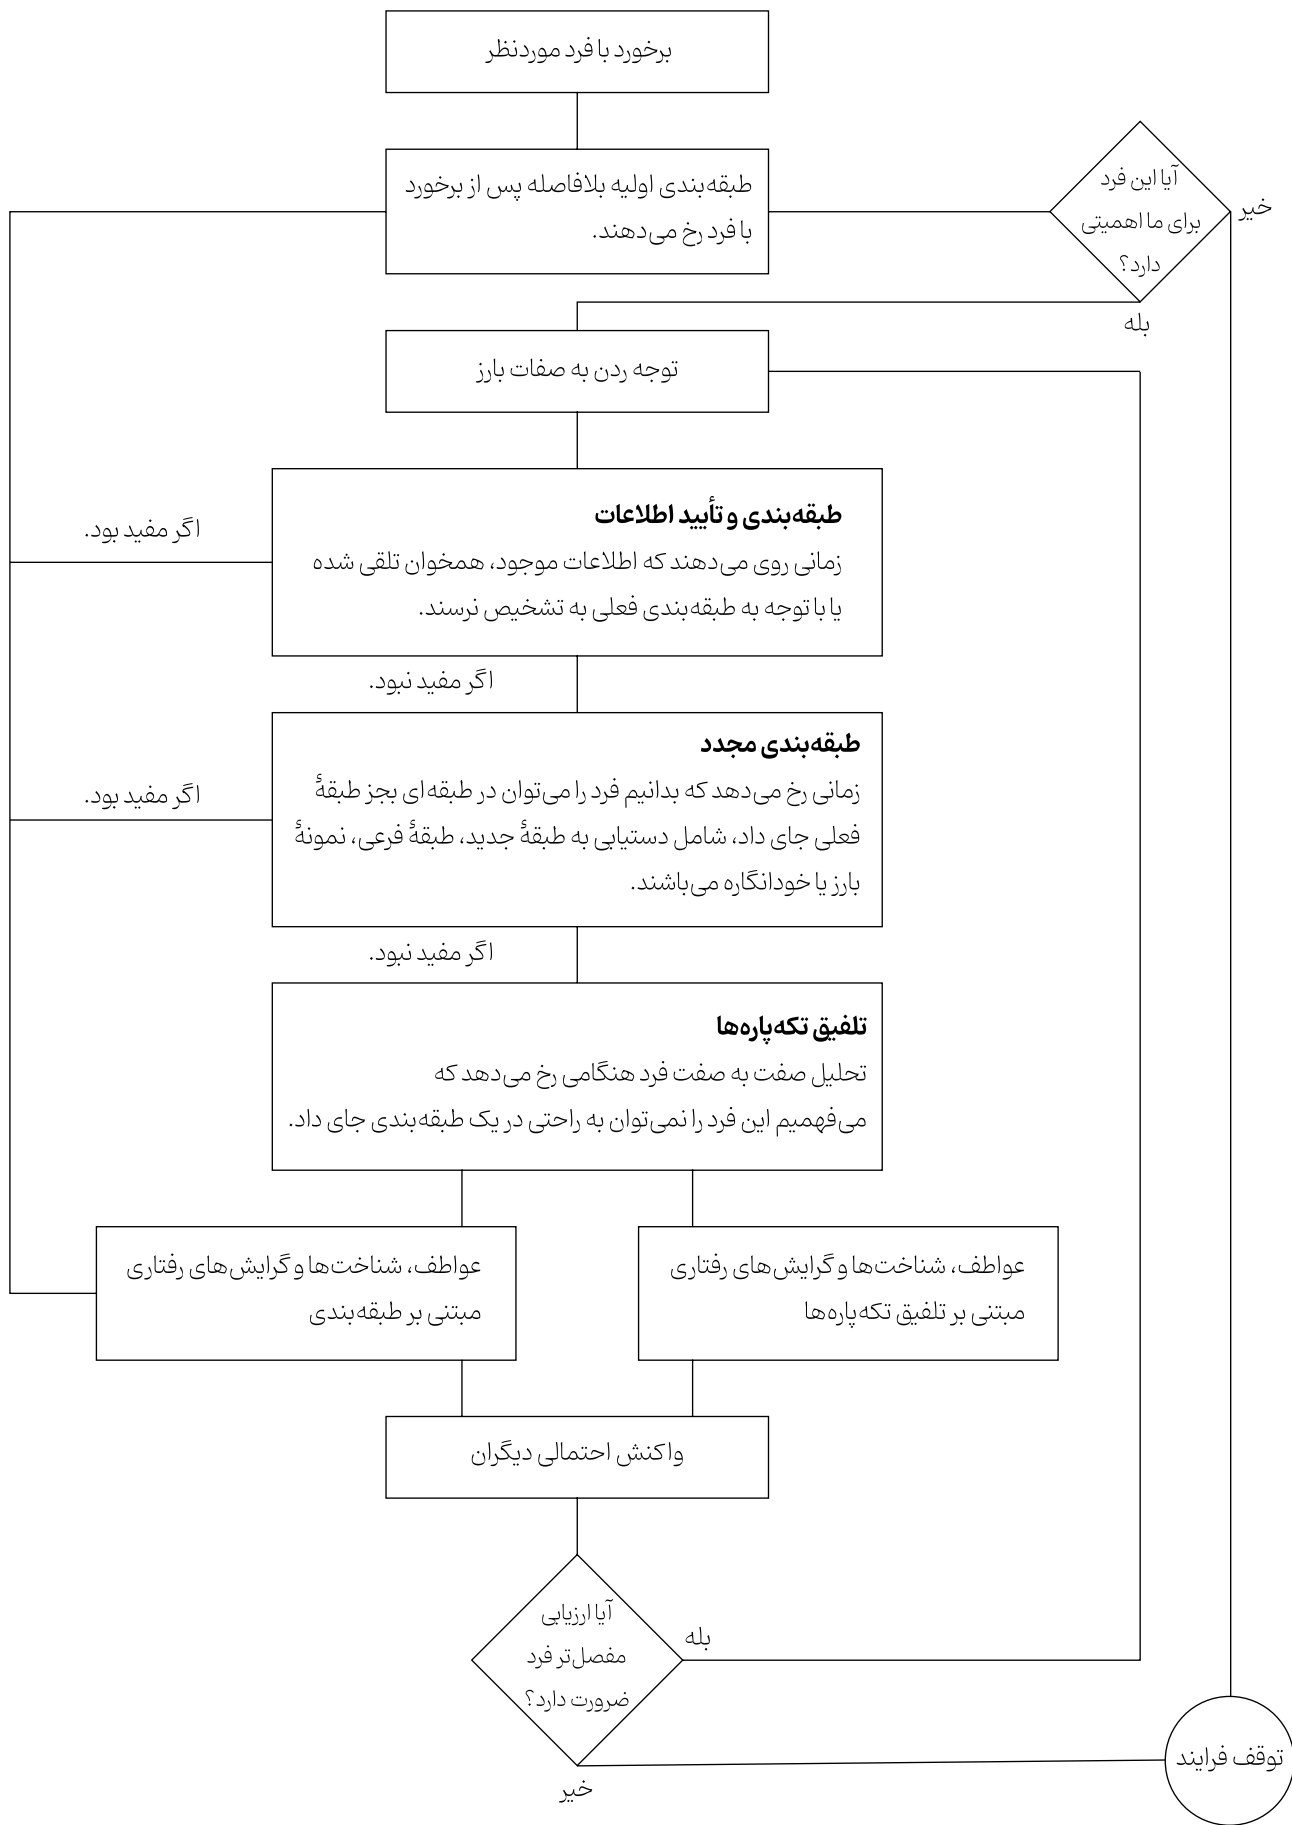 برخورد با فرد موردنظر
طبقه‌بندی اولیه بلافاصله پس از برخورد
با فرد رخ می‌دهند.
آیا این فرد
برای ما اهمیتی
دارد؟
خیر
بله
توجه ردن به صفات بارز
طبقه‌بندی و تأیید اطلاعات
زمانی روی می‌دهند که اطلاعات موجود، همخوان تلقی شده
یا با توجه به طبقه‌بندی فعلی به تشخیص نرسند.
اگر مفید بود.
اگر مفید نبود.
طبقه‌بندی مجدد
زمانی رخ می‌دهد که بدانیم فرد را می‌توان در طبقه‌ای بجز طبقهٔ
فعلی جای داد، شامل دستیابی به طبقهٔ جدید، طبقهٔ فرعی، نمونهٔ
بارز یا خودانگاره می‌باشند.
اگر مفید بود.
اگر مفید نبود.
تلفیق تکه‌پاره‌ها
تحلیل صفت به صفت فرد هنگامی رخ می‌دهد که
می‌فهمیم این فرد را نمی‌توان به راحتی در یک طبقه‌بندی جای داد.
عواطف، شناخت‌ها و گرایش‌های رفتاری
مبتنی بر تلفیق تکه‌پاره‌ها
عواطف، شناخت‌ها و گرایش‌های رفتاری
مبتنی بر طبقه‌بندی
واکنش احتمالی دیگران
آیا ارزیابی
مفصل‌تر فرد
ضرورت دارد؟
بله
خیر
توقف فرایند